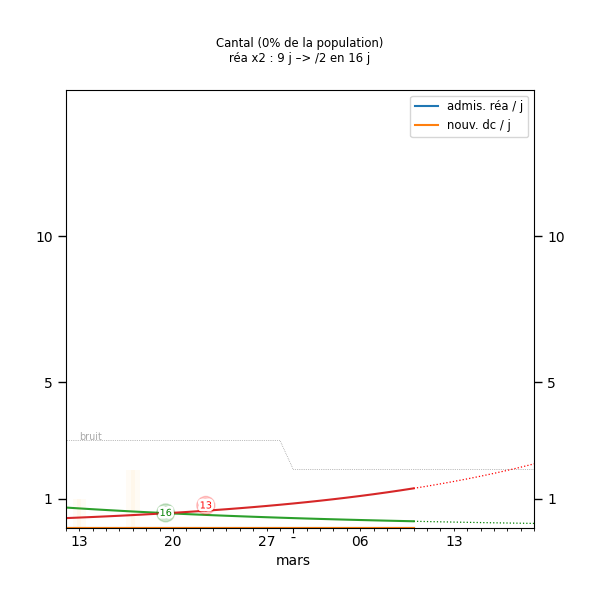 Cantal (0% de la population)
réa x2 : 9 j –> /2 en 16 j
admis. réa / j
nouv. dc / j
10
10
5
5
bruit
1
1
13
16
13
20
27
-
06
13
mars